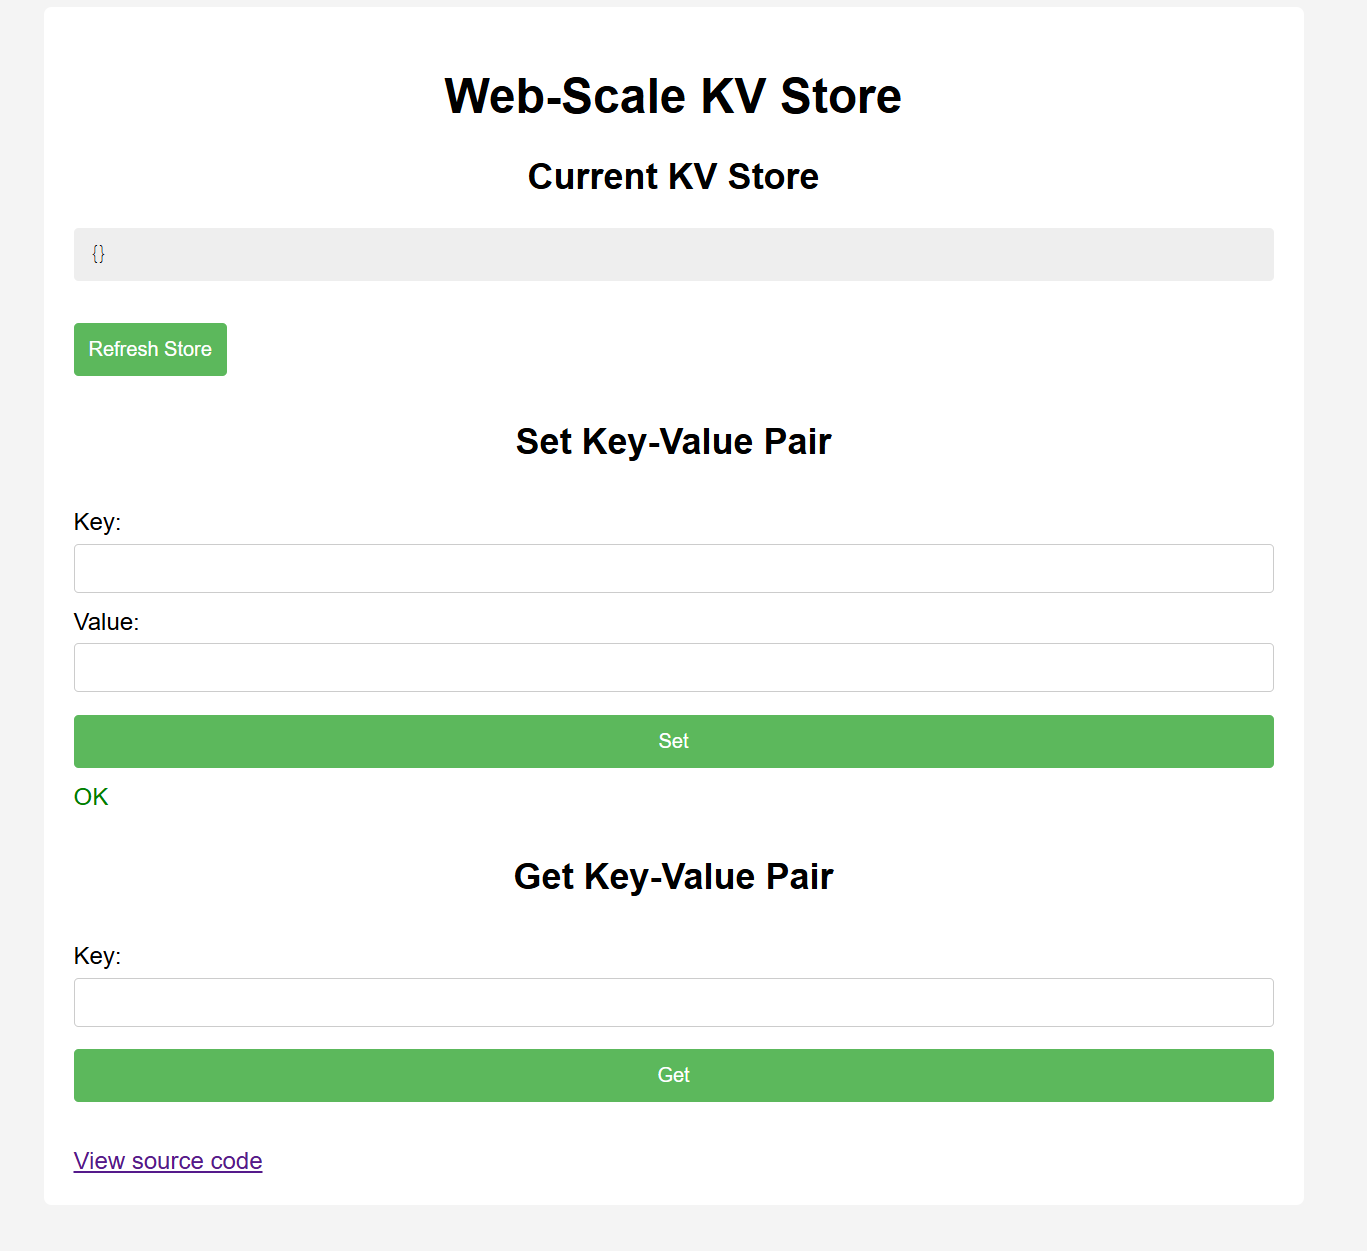 Web-Scale KV Store
Current KV Store
{}
Refresh Store
Set Key-Value Pair
Key:
Value:
Set
OK
Get Key-Value Pair
Key:
Get
View source code